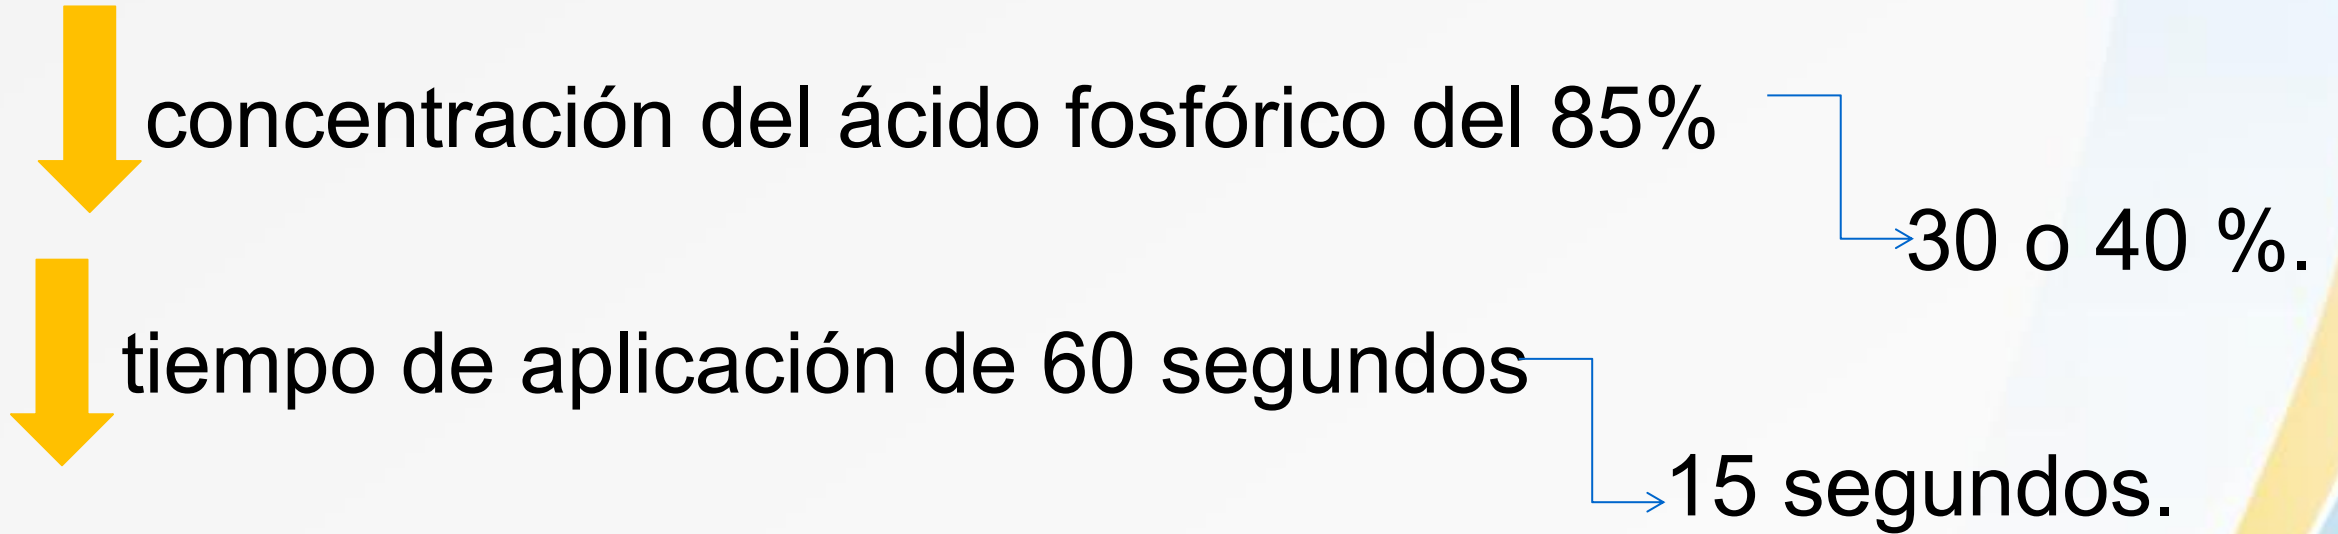 concentración del ácido fosfórico del 85%
30 o 40 %.
tiempo de aplicación de 60 segundos
15 segundos.